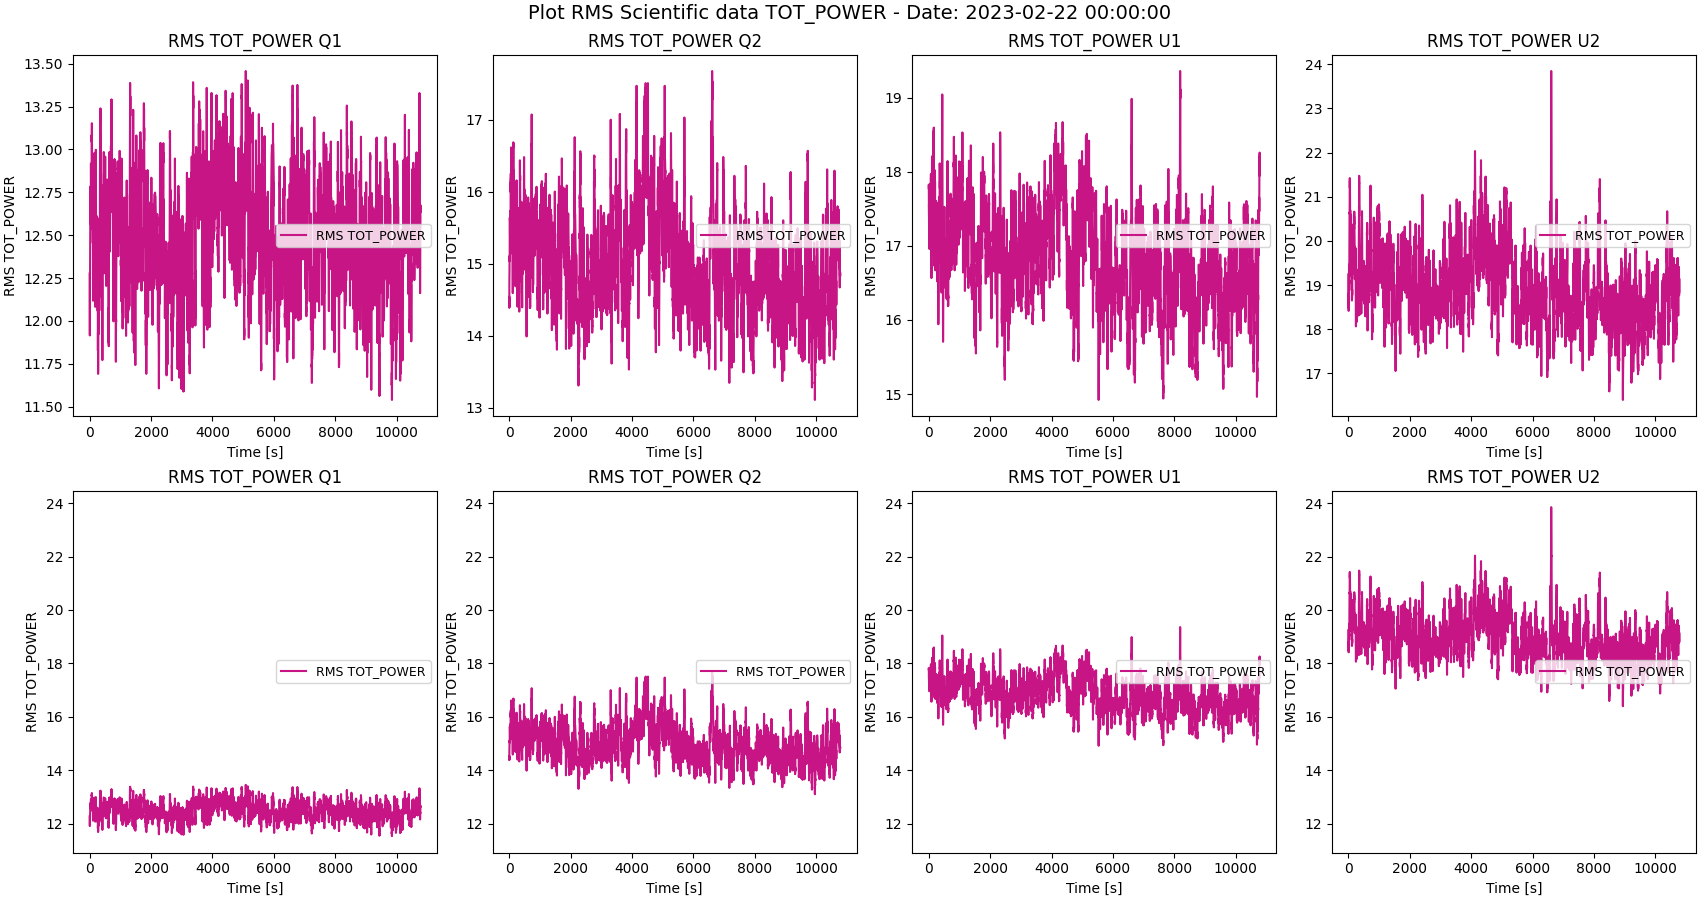 Plot RMS Scientific data TOT_POWER - Date: 2023-02-22 00:00:00
RMS TOT_POWER Q1
RMS TOT_POWER
13.50
13.25
13.00
12.75
12.50
12.25
12.00
11.75
11.50
RMS TOT_POWER
0 2000 4000 6000 8000 10000
Time [s]
RMS TOT_POWER Q2
RMS TOT_POWER
17
16
15
14
13
RMS TOT_POWER
0 2000 4000 6000 8000 10000
Time [s]
RMS TOT_POWER U1
RMS TOT_POWER
19
18
17
16
15
RMS TOT_POWER
0 2000 4000 6000 8000 10000
Time [s]
RMS TOT_POWER U2
RMS TOT_POWER
24
23
22
21
20
19
18
17
RMS TOT_POWER
0 2000 4000 6000 8000 10000
Time [s]
RMS TOT_POWER Q1
RMS TOT_POWER
24
22
20
18
16
14
12
RMS TOT_POWER
0 2000 4000 6000 8000 10000
Time [s]
RMS TOT_POWER Q2
RMS TOT_POWER
24
22
20
18
16
14
12
RMS TOT_POWER
0 2000 4000 6000 8000 10000
Time [s]
RMS TOT_POWER U1
RMS TOT_POWER
24
22
20
18
16
14
12
RMS TOT_POWER
0 2000 4000 6000 8000 10000
Time [s]
RMS TOT_POWER U2
RMS TOT_POWER
24
22
20
18
16
14
12
RMS TOT_POWER
0 2000 4000 6000 8000 10000
Time [s]